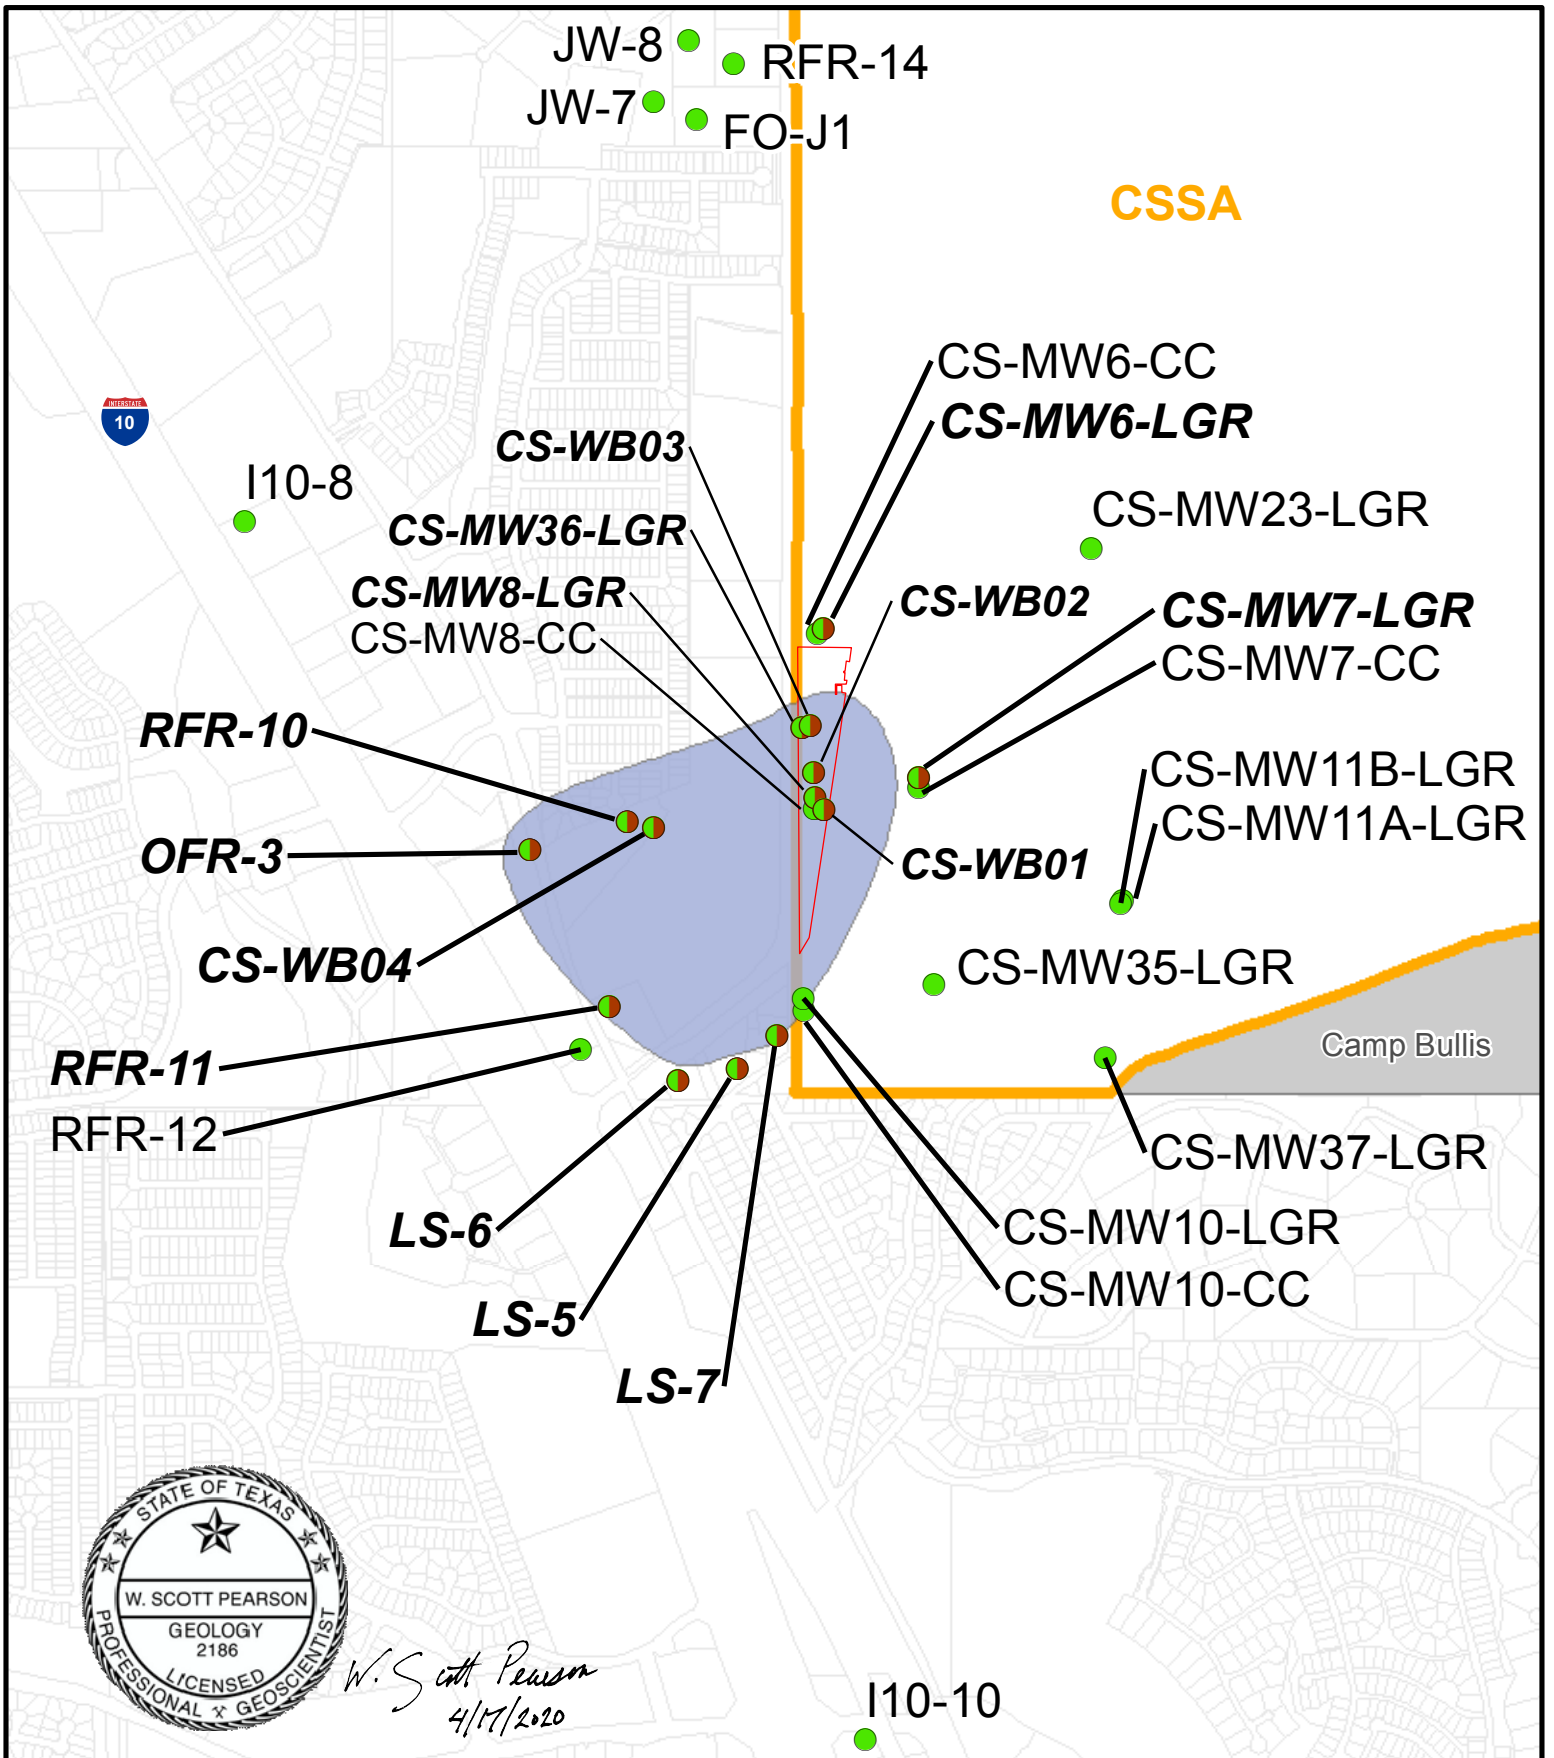 JW-8
RFR-14
JW-7
FO-J1
CSSA
CS-MW6-CC
CS-MW6-LGR
INTERSTATE
10
CS-WB03
I10-8
CS-MW23-LGR
CS-MW36-LGR
CS-MW8-LGR
CS-WB02
CS-MW7-LGR
CS-MW8-CC
CS-MW7-CC
RFR-10
CS-MW11B-LGR
CS-MW11A-LGR
OFR-3
CS-WB01
CS-WB04
CS-MW35-LGR
Camp Bullis
RFR-11
RFR-12
CS-MW37-LGR
LS-6
CS-MW10-LGR
CS-MW10-CC
LS-5
LS-7
STATE OF TEXAS
W. SCOTT PEARSON
GEOLOGY
2186
LICENSED
PROFESSIONAL GEOSCIENTIST
W. Scott Pearson
4/17/2020
I10-10